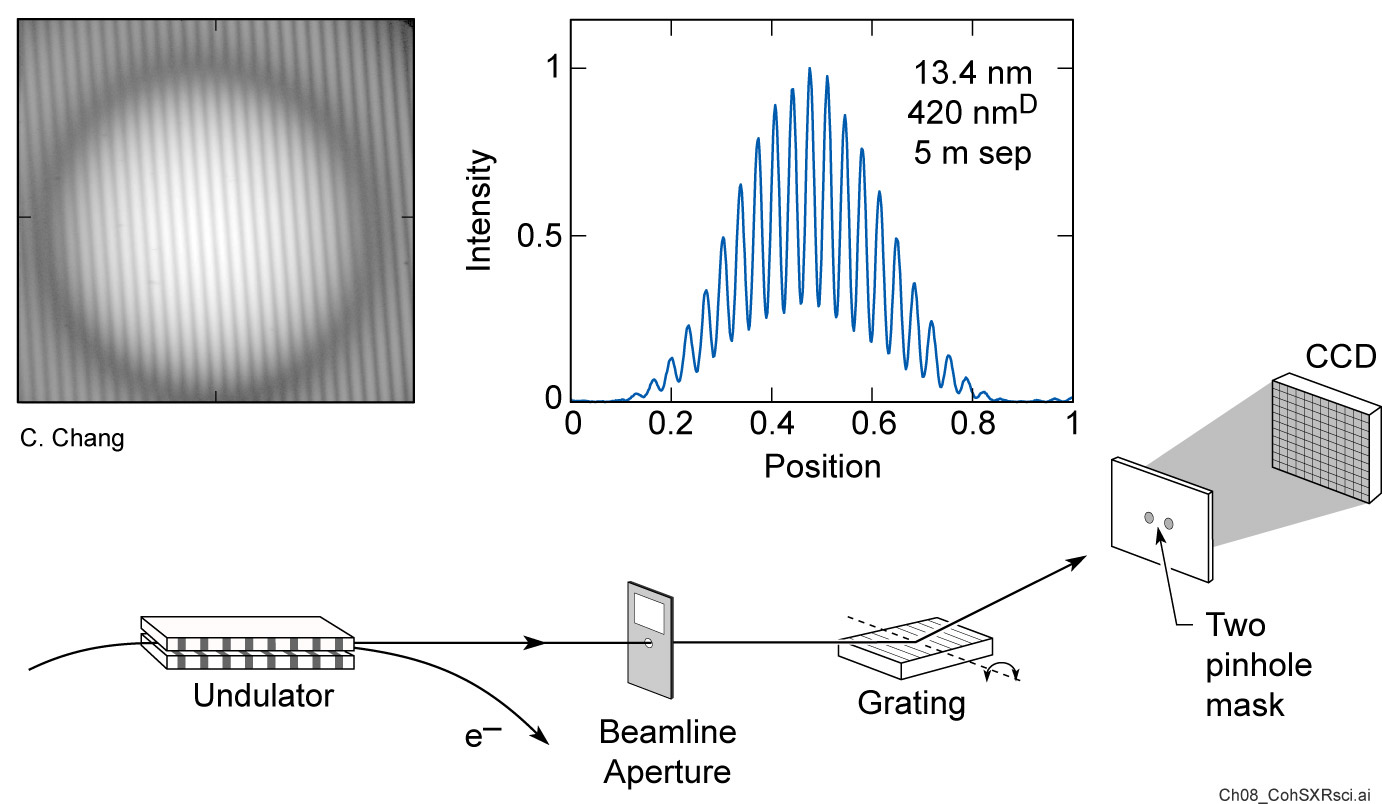 C. Chang
Intensity
1
0.5
0
0
0.2
0.4
0.6
0.8
1
Position
13.4 nm
420 nmD
5 m sep
CCD
Undulator
e–
Beamline
Aperture
Grating
Two
pinhole
mask
Ch08_CohSXRsci.ai